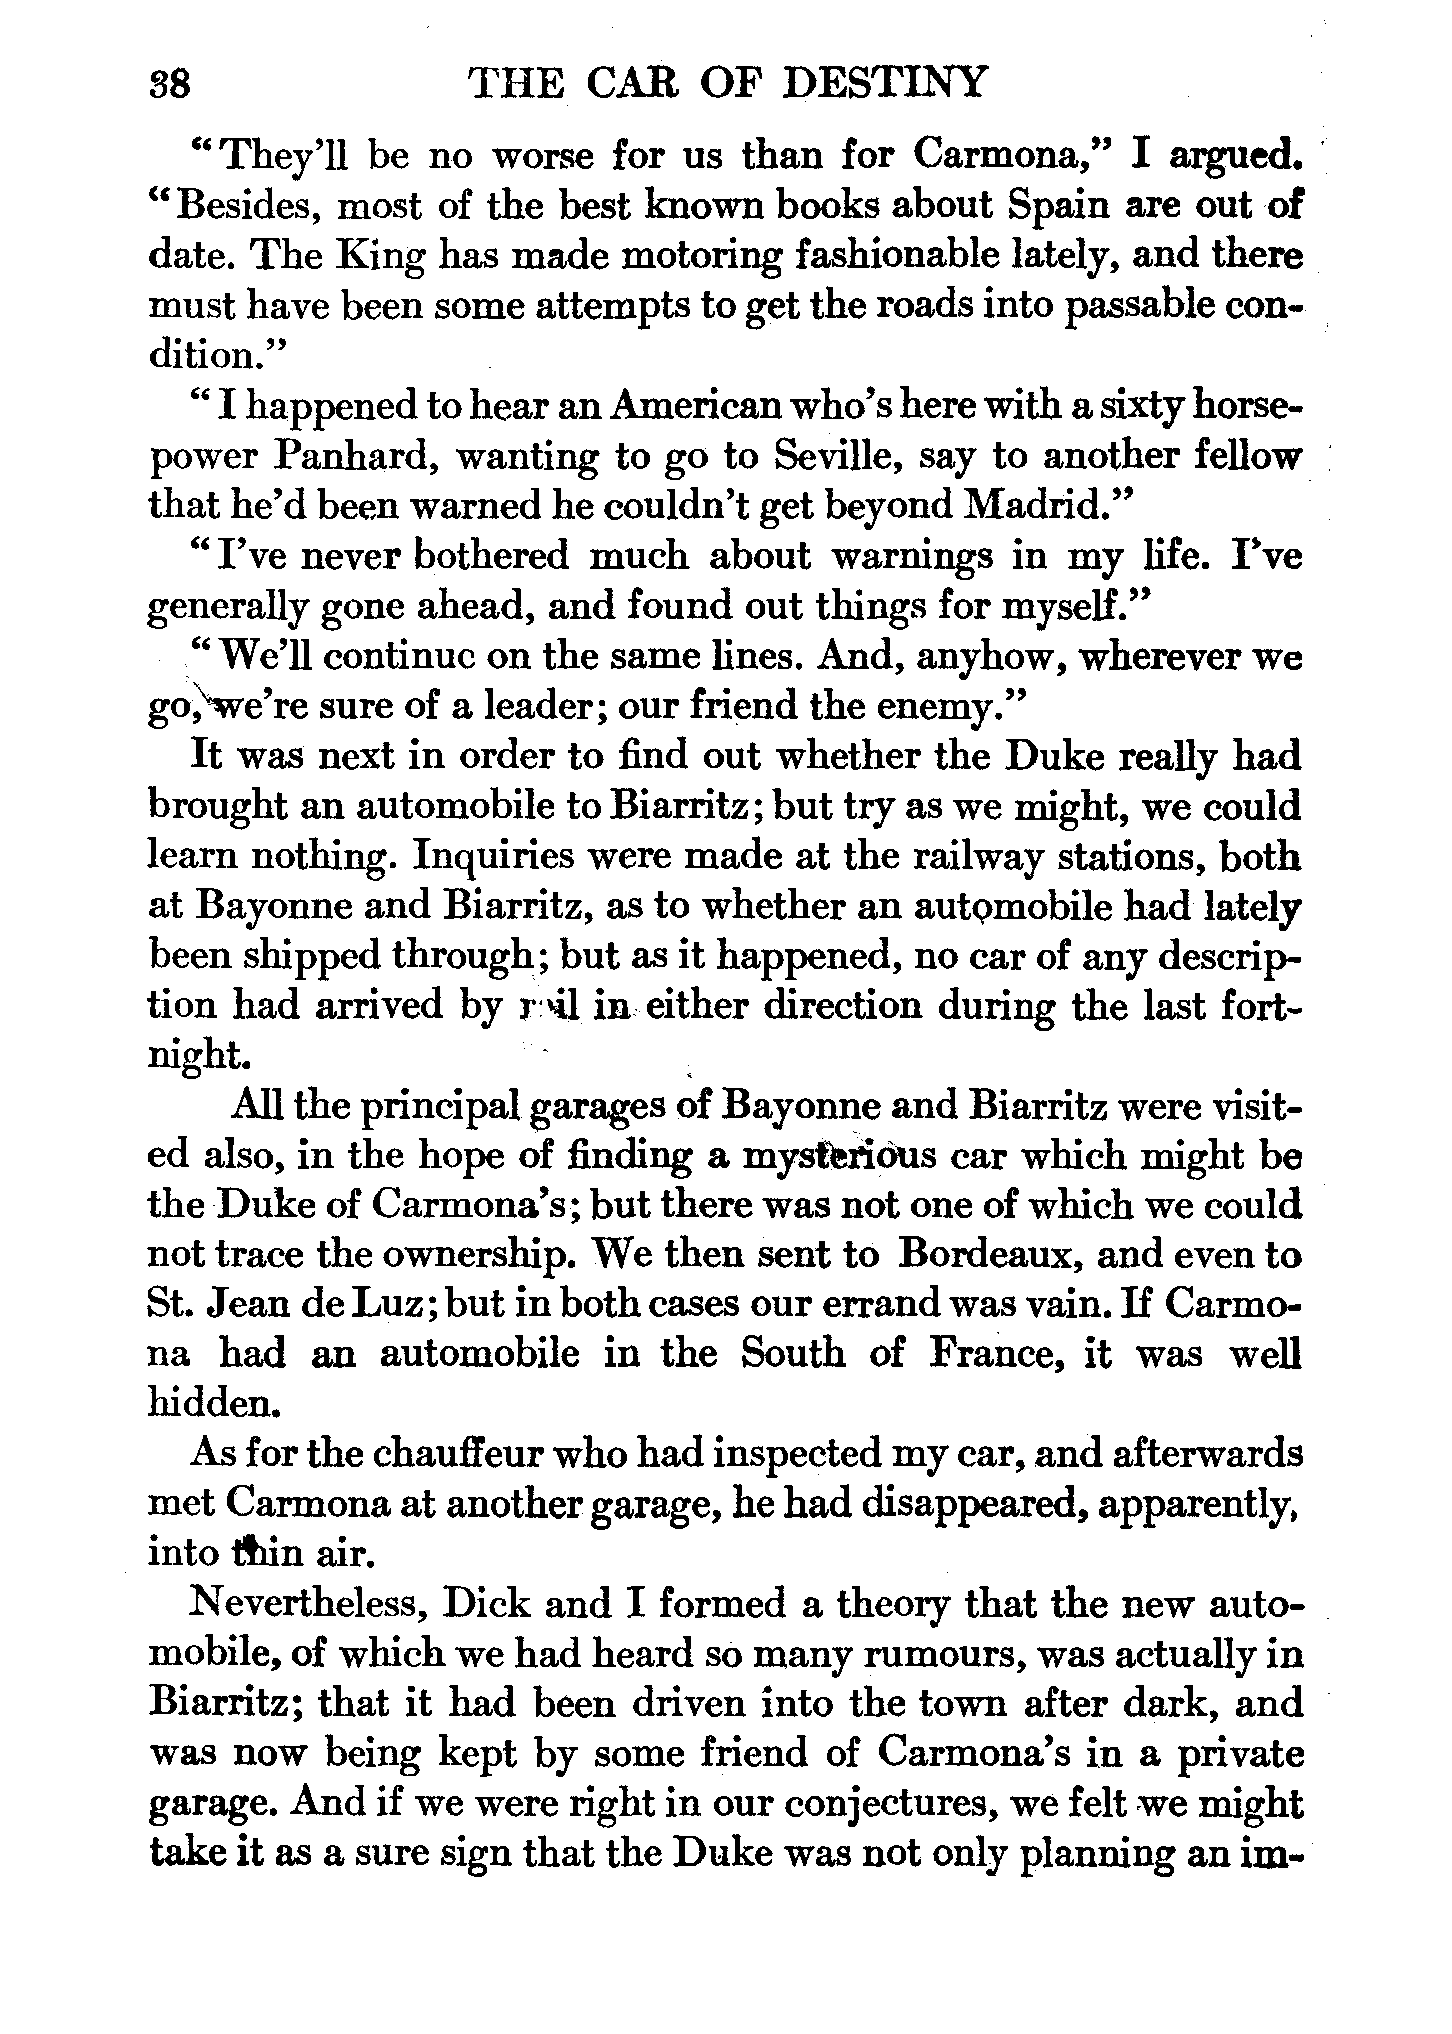 38 THE CAR OF DESTINY
"They'll be no worse for us than for Carmona," I argued.
"Besides, most of the best known books about Spain are out of
date. The King has made motoring fashionable lately, and there
must have been some attempts to get the roads into passable con-
dition."
"I happened to hear an American who's here with a sixty horse-
power Panhard, wanting to go to Seville, say to another fellow
that he'd been warned he couldn't get beyond Madrid."
"I've never bothered much about warnings in my life. I've
generally gone ahead, and found out things for myself."
"We'll continue on the same lines. And, anyhow, wherever we
go, we're sure of a leader; our friend the enemy."
It was next in order to find out whether the Duke really had
brought an automobile to Biarritz; but try as we might, we could
learn nothing. Inquiries were made at the railway stations, both
at Bayonne and Biarritz, as to whether an automobile had lately
been shipped through; but as it happened, no car of any descrip-
tion had arrived by rail in either direction during the last fort-
night.
All the principal garages of Bayonne and Biarritz were visit-
ed also, in the hope of finding a mysterious car which might be
the Duke of Carmona's; but there was not one of which we could
not trace the ownership. We then sent to Bordeaux, and even to
St. Jean de Luz; but in both cases our errand was vain. If Carmo-
na had an automobile in the South of France, it was well
hidden.
As for the chauffeur who had inspected my car, and afterwards
met Carmona at another garage, he had disappeared, apparently,
into thin air.
Nevertheless, Dick and I formed a theory that the new auto-
mobile, of which we had heard so many rumours, was actually in
Biarritz; that it had been driven into the town after dark, and
was now being kept by some friend of Carmona's in a private
garage. And if we were right in our conjectures, we felt we might
take it as a sure sign that the Duke was not only planning an im-